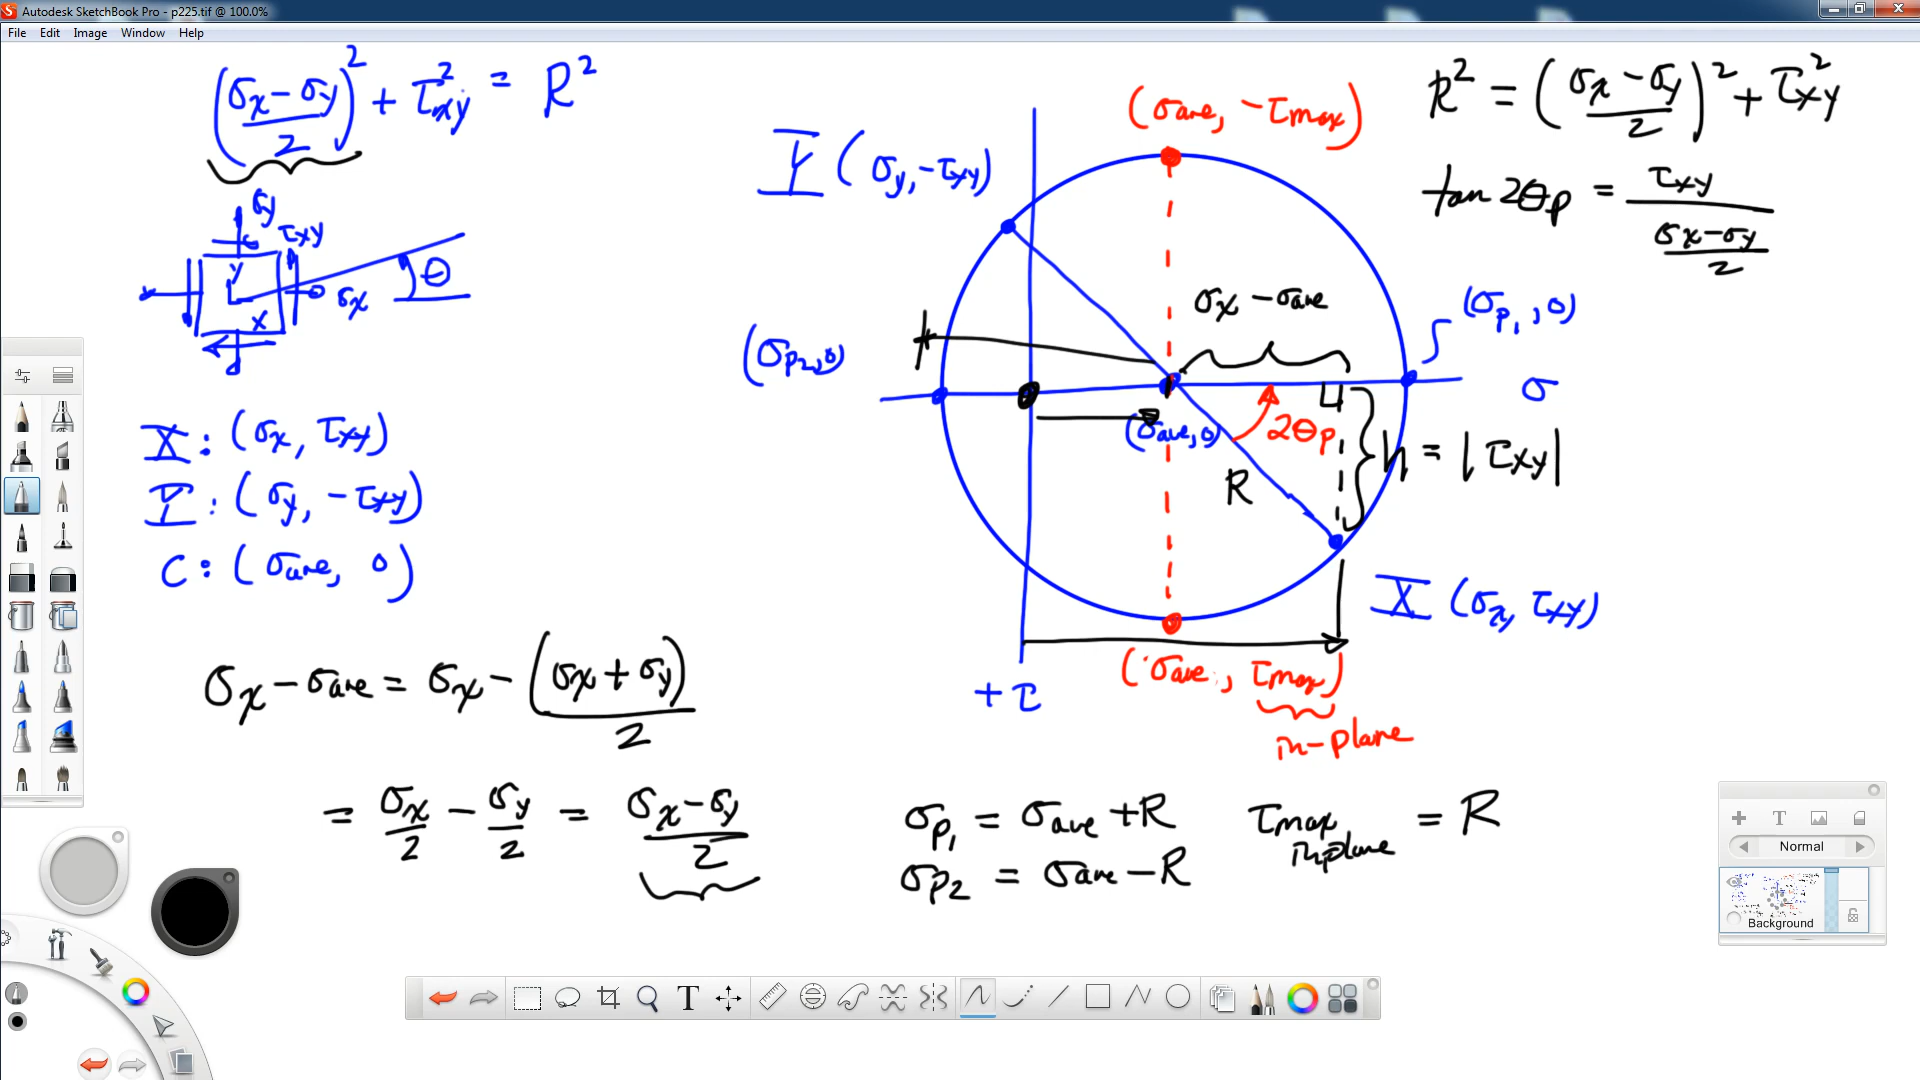 Autodesk SketchBook Pro - p225.tif @ 100.0%
File Edit Image Window Help
((σx - σy)/2)² + τxy² = R²
σy
τxy
y
x
σx
θ
X : (σx, τxy)
Y : (σy, -τxy)
C : (σave, 0)
σx - σave = σx - (σx + σy)/2
= σx/2 - σy/2 = (σx - σy)/2
(σave, -τmax)
Y (σy, -τxy)
σx - σave
(σp1, 0)
(σp2, 0)
σ
(σave, 0)
2θp
h = |τxy|
R
X (σx, τxy)
(σave, τmax)
in-plane
+τ
R² = ((σx - σy)/2)² + τxy²
tan 2θp = τxy / ((σx - σy)/2)
σp1 = σave + R
σp2 = σave - R
τmax in plane = R
T
Normal
Background
T